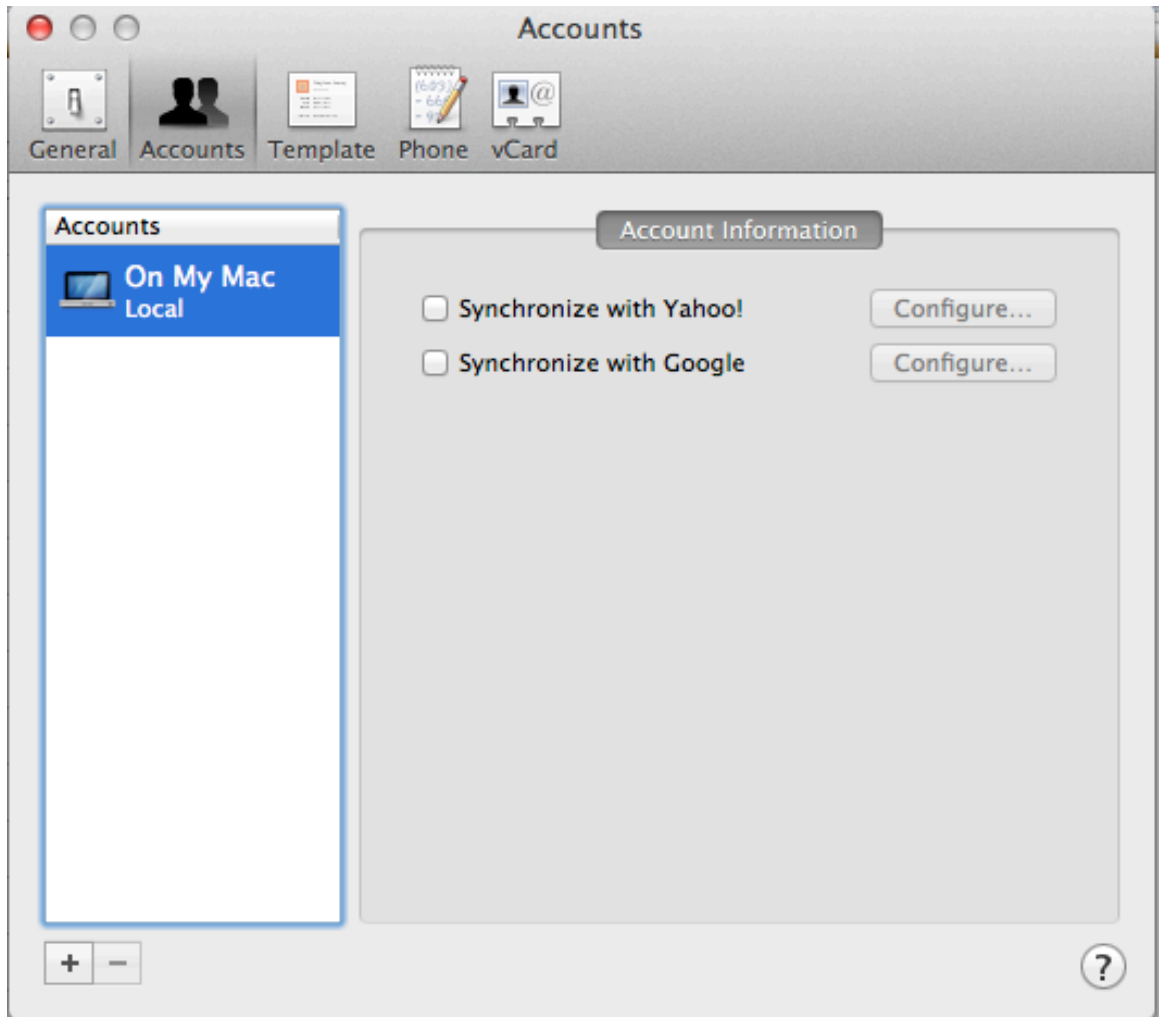 Accounts
General Accounts Template Phone vCard
Accounts
Account Information
On My Mac
Local
Synchronize with Yahoo! Configure...
Synchronize with Google Configure...
+ − ?